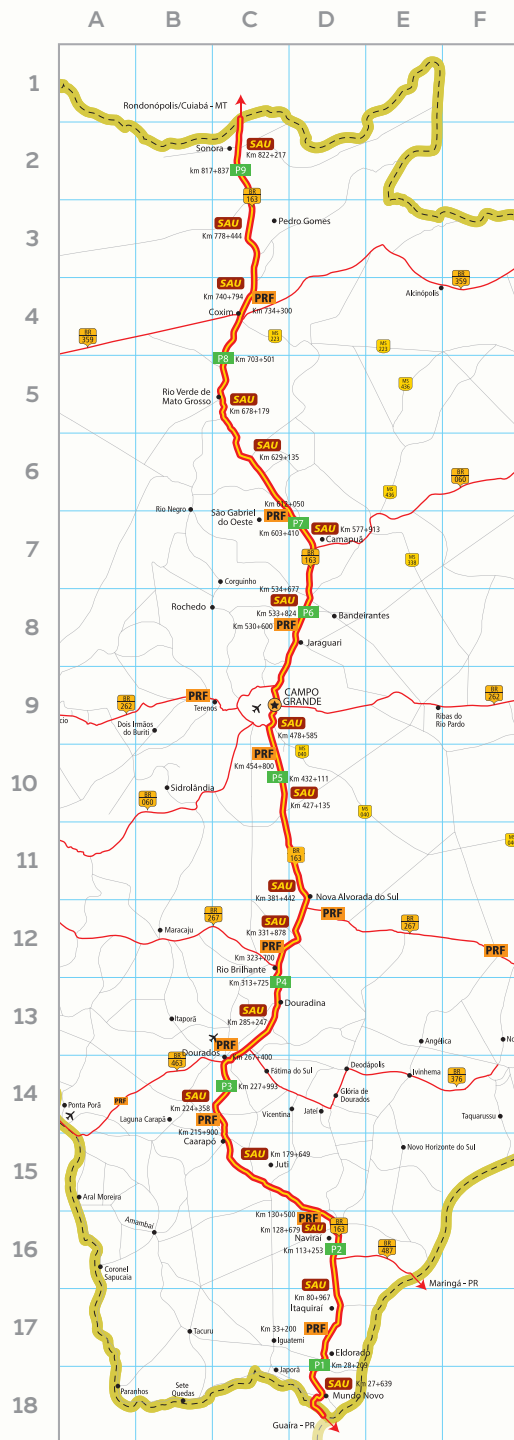 A B C D E F
1
Rondonópolis/Cuiabá - MT
Sonora
SAU
Km 822+217
2
km 817+837
P9
BR
163
SAU
Pedro Gomes
3
Km 778+444
SAU
BR
359
Km 740+794
PRF
Alcinópolis
Coxim
Km 734+300
4
BR
359
MS
223
MS
223
P8
Km 703+501
MS
436
5
Rio Verde de
Mato Grosso
SAU
Km 678+179
SAU
Km 629+135
6
BR
060
MS
436
Rio Negro
São Gabriel
do Oeste
PRF
P7
Km 603+410
SAU
Km 577+913
Camapuã
7
BR
163
MS
338
Corguinho
Km 534+677
SAU
Rochedo
Km 533+824
P6
Bandeirantes
8
Km 530+600
PRF
Jaraguari
CAMPO
GRANDE
PRF
Terenos
BR
262
BR
262
9
cio
Dois Irmãos
do Buriti
Ribas do
Rio Pardo
SAU
Km 478+585
PRF
MS
040
Km 454+800
P5
Km 432+111
10
Sidrolândia
SAU
Km 427+135
BR
060
MS
040
11
BR
163
SAU
Km 381+442
Nova Alvorada do Sul
BR
267
PRF
BR
267
12
Maracaju
SAU
Km 331+878
PRF
PRF
Km 323+700
Rio Brilhante
Km 313+725
P4
Douradina
13
Itaporã
SAU
Km 285+247
PRF
Angélica
Dourados
Km 267+400
BR
463
Fátima do Sul
Deodápolis
Ivinhema
BR
376
14
P3
Km 227+993
SAU
Glória de
Dourados
Ponta Porã
PRF
Km 224+358
Vicentina
Jateí
Taquarussu
Laguna Carapã
PRF
Km 215+900
Caarapó
15
SAU
Km 179+649
Juti
Novo Horizonte do Sul
Aral Moreira
Km 130+500
PRF
Amambai
Km 128+679
SAU
BR
163
Naviraí
16
Km 113+253
P2
BR
487
Coronel
Sapucaia
SAU
Km 80+967
Maringá - PR
Itaquiraí
17
Tacuru
Km 33+200
PRF
Iguatemi
Eldorado
P1
Km 28+209
Japorã
SAU
Km 27+639
Paranhos
Sete
Quedas
Mundo Novo
18
Guaíra - PR